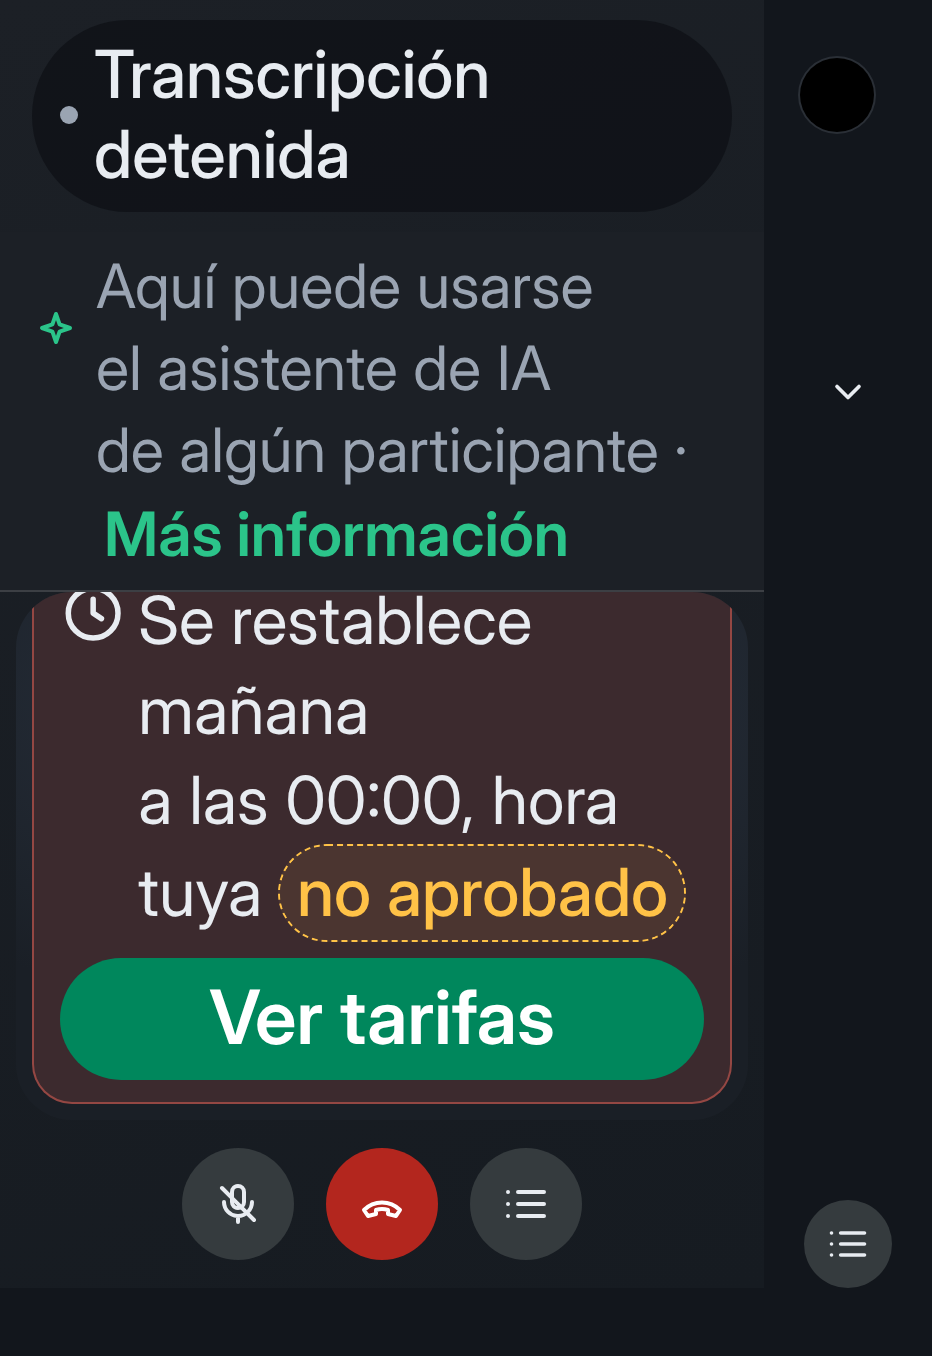 Transcripción
detenida
Aquí puede usarse
el asistente de IA
de algún participante ·
Más información
Se restablece
mañana
a las 00:00, hora
tuya no aprobado
Ver tarifas